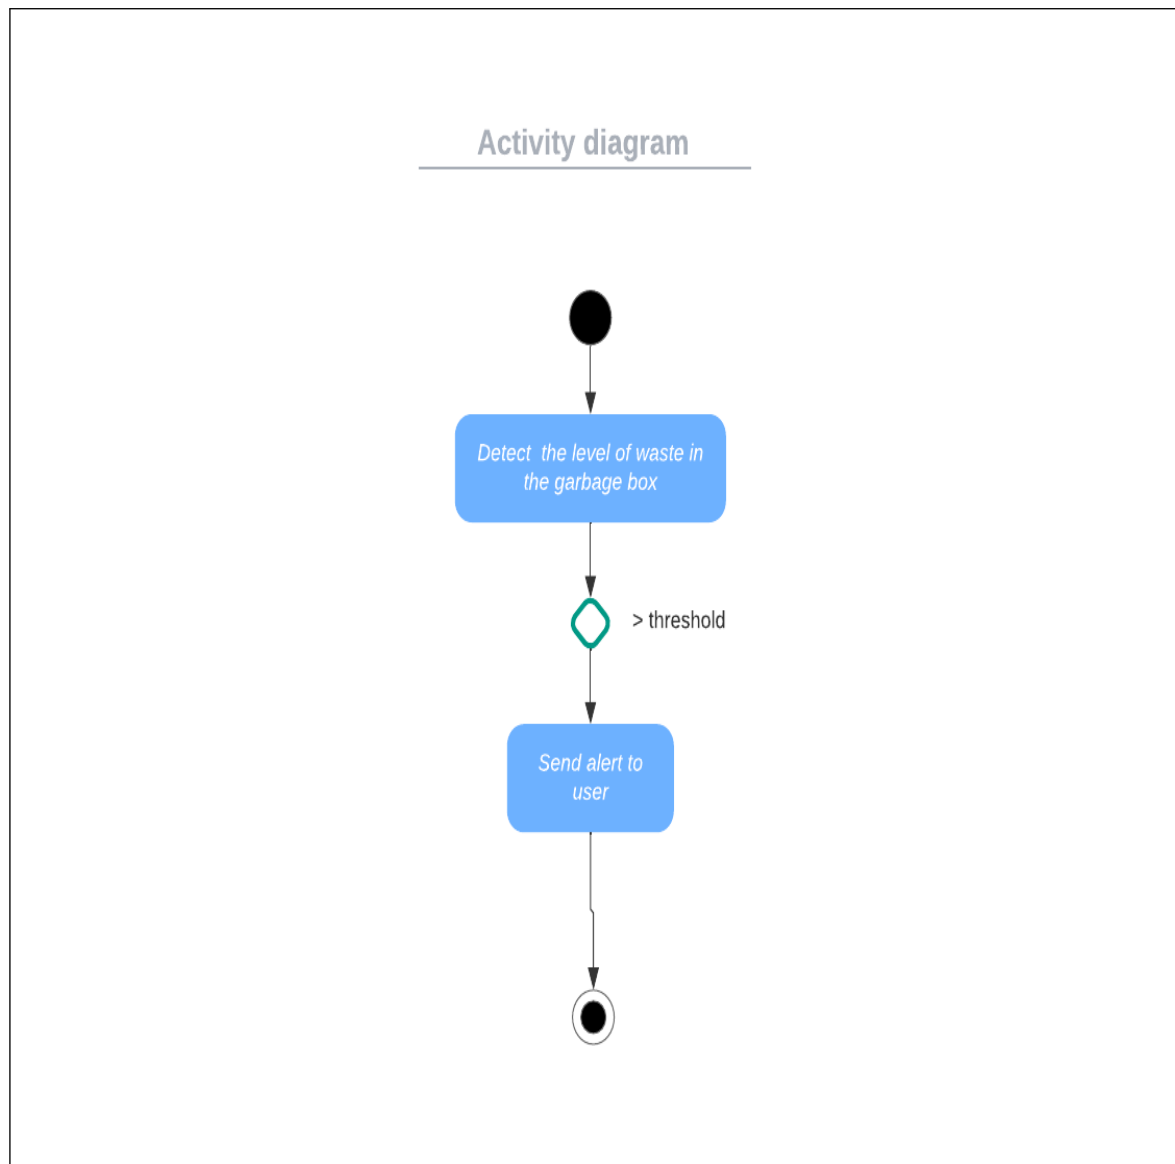 Activity diagram
Detect  the level of waste in
the garbage box
> threshold
Send alert to
user